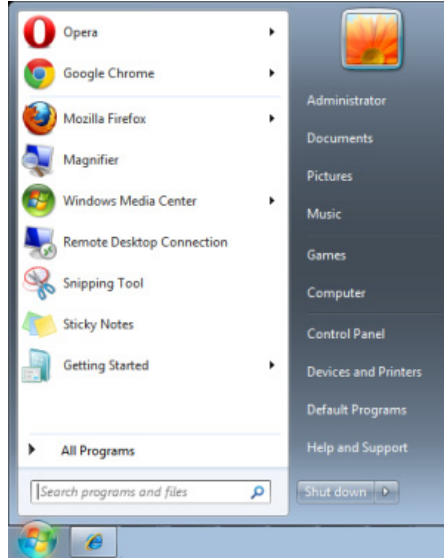 Opera
Google Chrome
Mozilla Firefox
Magnifier
Windows Media Center
Remote Desktop Connection
Snipping Tool
Sticky Notes
Getting Started
All Programs
Search programs and files
Administrator
Documents
Pictures
Music
Games
Computer
Control Panel
Devices and Printers
Default Programs
Help and Support
Shut down